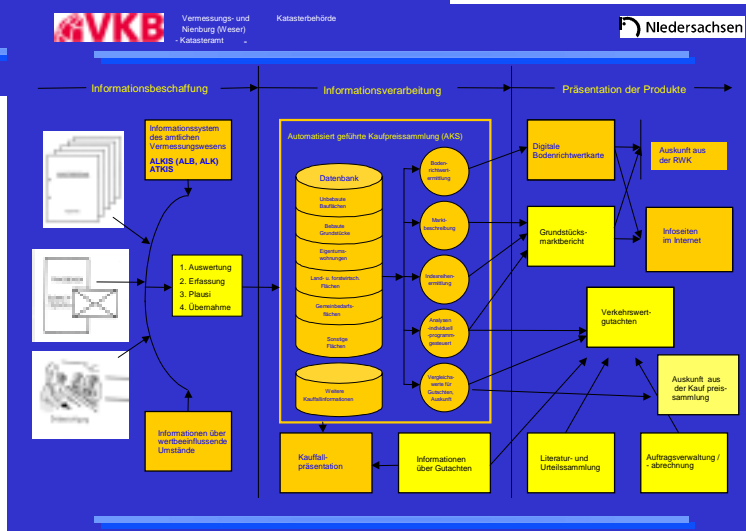 VKB
Vermessungs- und Katasterbehörde
Nienburg (Weser)
- Katasteramt -
Niedersachsen
Informationsbeschaffung
Informationsverarbeitung
Präsentation der Produkte
Informationssystem
des amtlichen
Vermessungswesens
ALKIS (ALB, ALK)
ATKIS
1. Auswertung
2. Erfassung
3. Plausi
4. Übernahme
Informationen über
wertbeeinflussende
Umstände
Automatisiert geführte Kaufpreissammlung (AKS)
Datenbank
Unbebaute
Bauflächen
Bebaute
Grundstücke
Eigentums-
wohnungen
Land- u. forstwirtsch.
Flächen
Gemeinbedarfs-
flächen
Sonstige
Flächen
Weitere
Kauffallinformationen
Boden-
richtwert-
ermittlung
Markt-
beschreibung
Indexreihen-
ermittlung
Analysen
-individuell
-programm-
gesteuert
Vergleichs-
werte für
Gutachten,
Auskunft
Kauffall-
präsentation
Informationen
über Gutachten
Digitale
Bodenrichtwertkarte
Auskunft aus
der RWK
Grundstücks-
marktbericht
Infoseiten
im Internet
Verkehrswert-
gutachten
Auskunft aus
der Kauf preis-
sammlung
Literatur- und
Urteilssammlung
Auftragsverwaltung /
- abrechnung